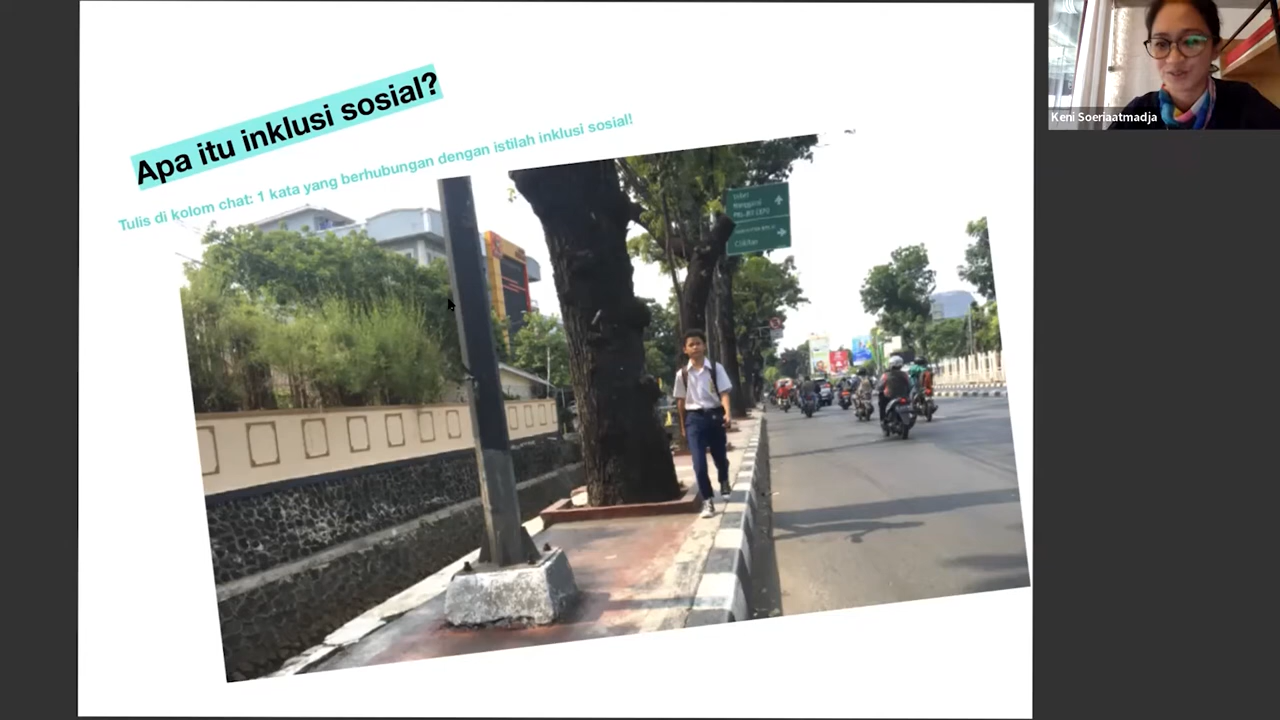 Apa itu inklusi sosial?
Tulis di kolom chat: 1 kata yang berhubungan dengan istilah inklusi sosial!
Keni Soeriaatmadja